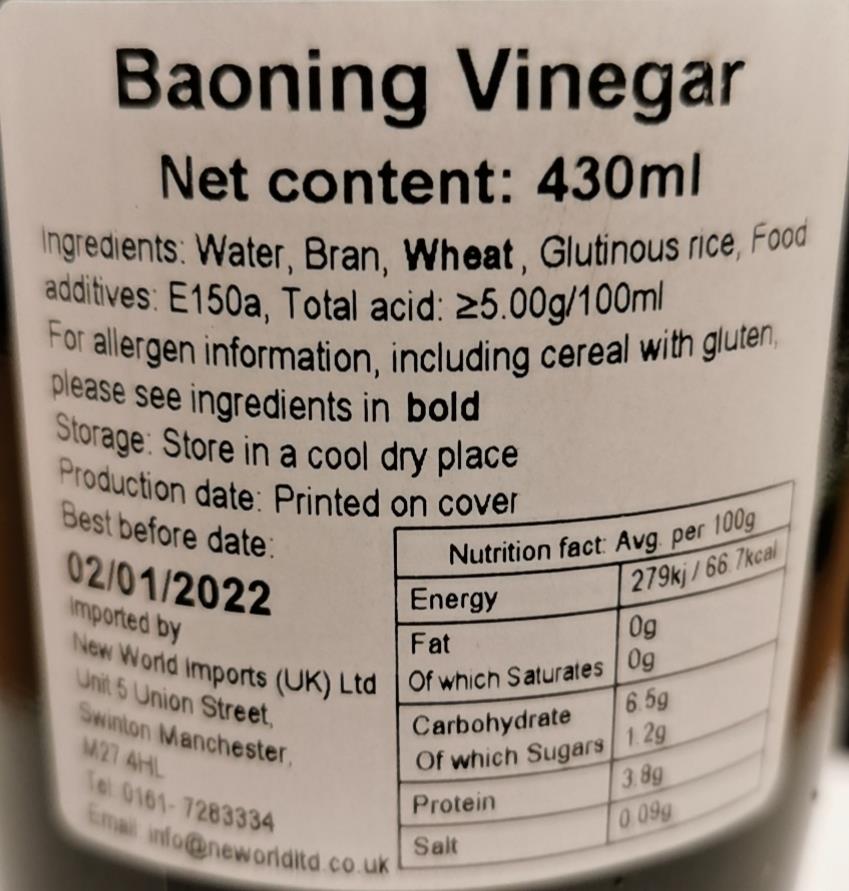 Baoning Vinegar
Net content: 430ml
Ingredients: Water, Bran, Wheat, Glutinous rice, Food
additives: E150a, Total acid: ≥5.00g/100ml
For allergen information, including cereal with gluten,
please see ingredients in bold
Storage: Store in a cool dry place
Production date: Printed on cover
Best before date:
02/01/2022
Imported by
New World Imports (UK) Ltd
Unit 5 Union Street,
Swinton Manchester,
M27 4HL
Tel: 0161- 7283334
Email: info@neworldltd.co.uk
Nutrition fact: Avg. per 100g
Energy 279kj / 66.7kcal
Fat 0g
Of which Saturates 0g
Carbohydrate 6.5g
Of which Sugars 1.2g
Protein 3.8g
Salt 0.09g